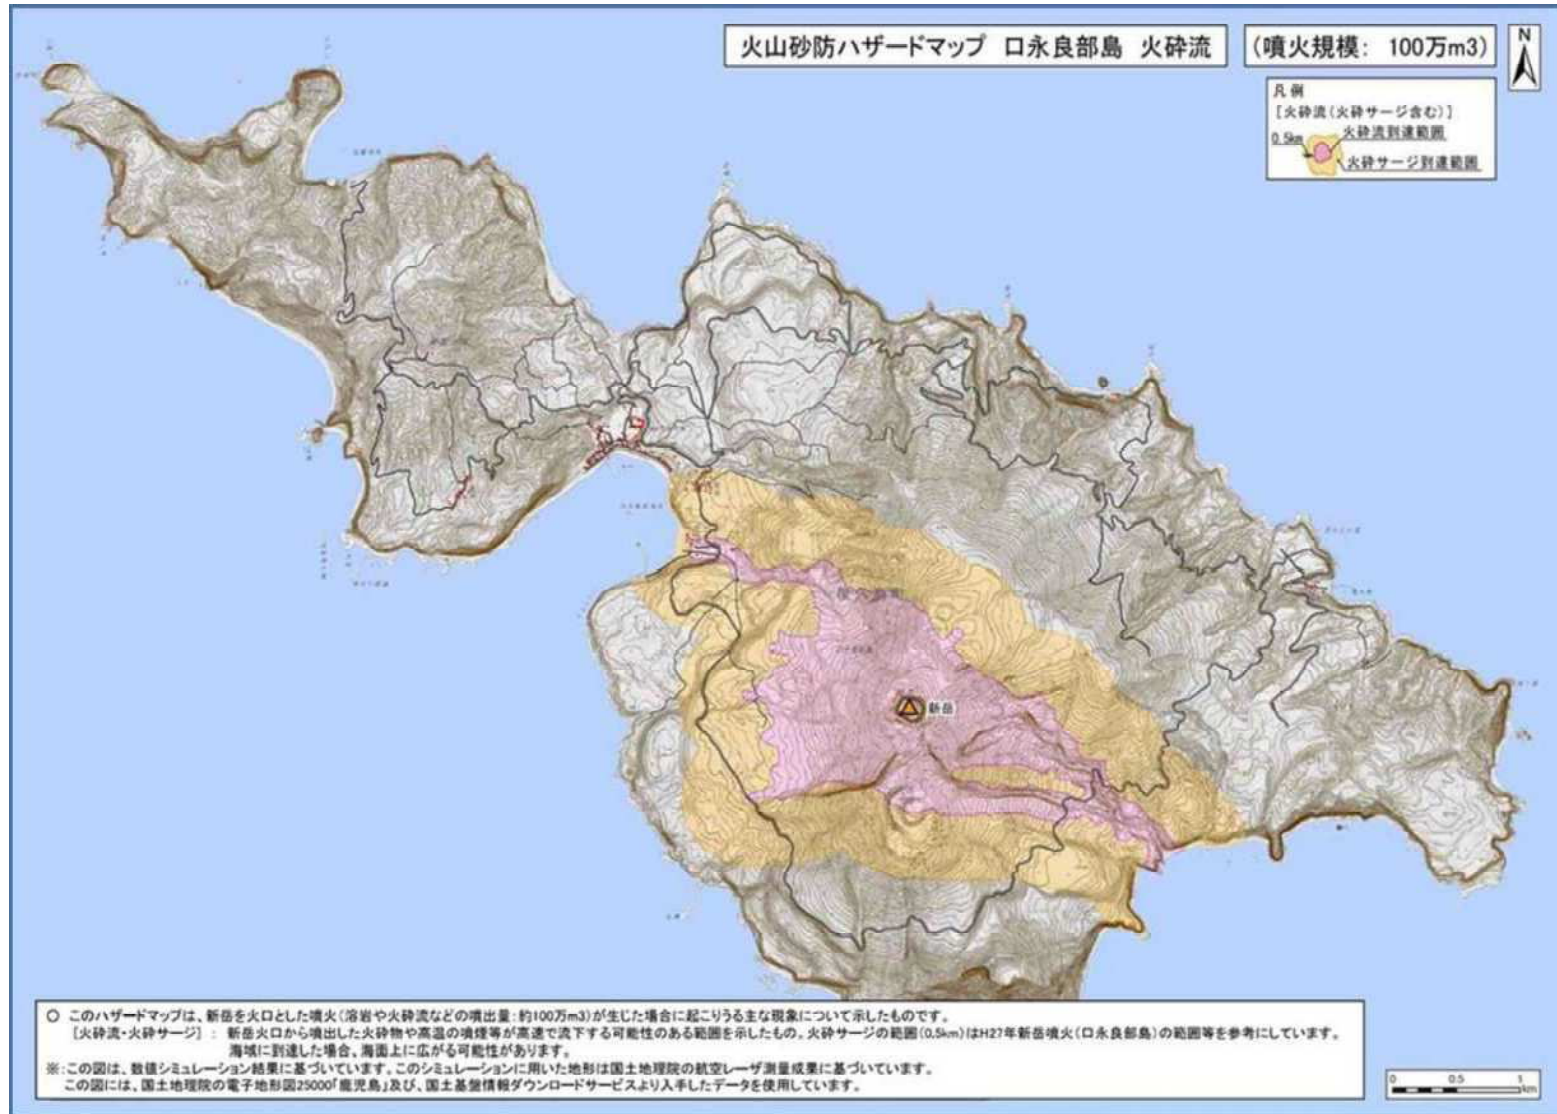 火山砂防ハザードマップ 口永良部島 火砕流
(噴火規模: 100万m3)
N
凡例
[火砕流(火砕サージ含む)]
0.5km
火砕流到達範囲
火砕サージ到達範囲
新岳
○ このハザードマップは、新岳を火口とした噴火(溶岩や火砕流などの噴出量:約100万m3)が生じた場合に起こりうる主な現象について示したものです。
[火砕流・火砕サージ] : 新岳火口から噴出した火砕物や高温の噴煙等が高速で流下する可能性のある範囲を示したもの。火砕サージの範囲(0.5km)はH27年新岳噴火(口永良部島)の範囲等を参考にしています。
海域に到達した場合、海面上に広がる可能性があります。
※:この図は、数値シミュレーション結果に基づいています。このシミュレーションに用いた地形は国土地理院の航空レーザ測量成果に基づいています。
この図には、国土地理院の電子地形図25000「鹿児島」及び、国土基盤情報ダウンロードサービスより入手したデータを使用しています。
0 0.5 1
km